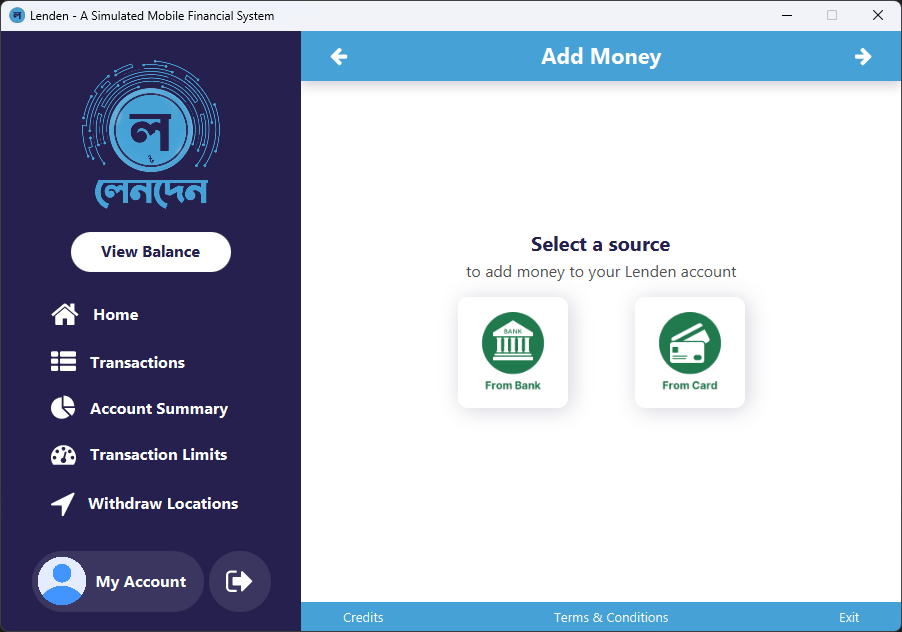 Lenden - A Simulated Mobile Financial System
ল
৳
লেনদেন
View Balance
Home
Transactions
Account Summary
Transaction Limits
Withdraw Locations
My Account
Add Money
Select a source
to add money to your Lenden account
BANK
From Bank
From Card
Credits
Terms & Conditions
Exit